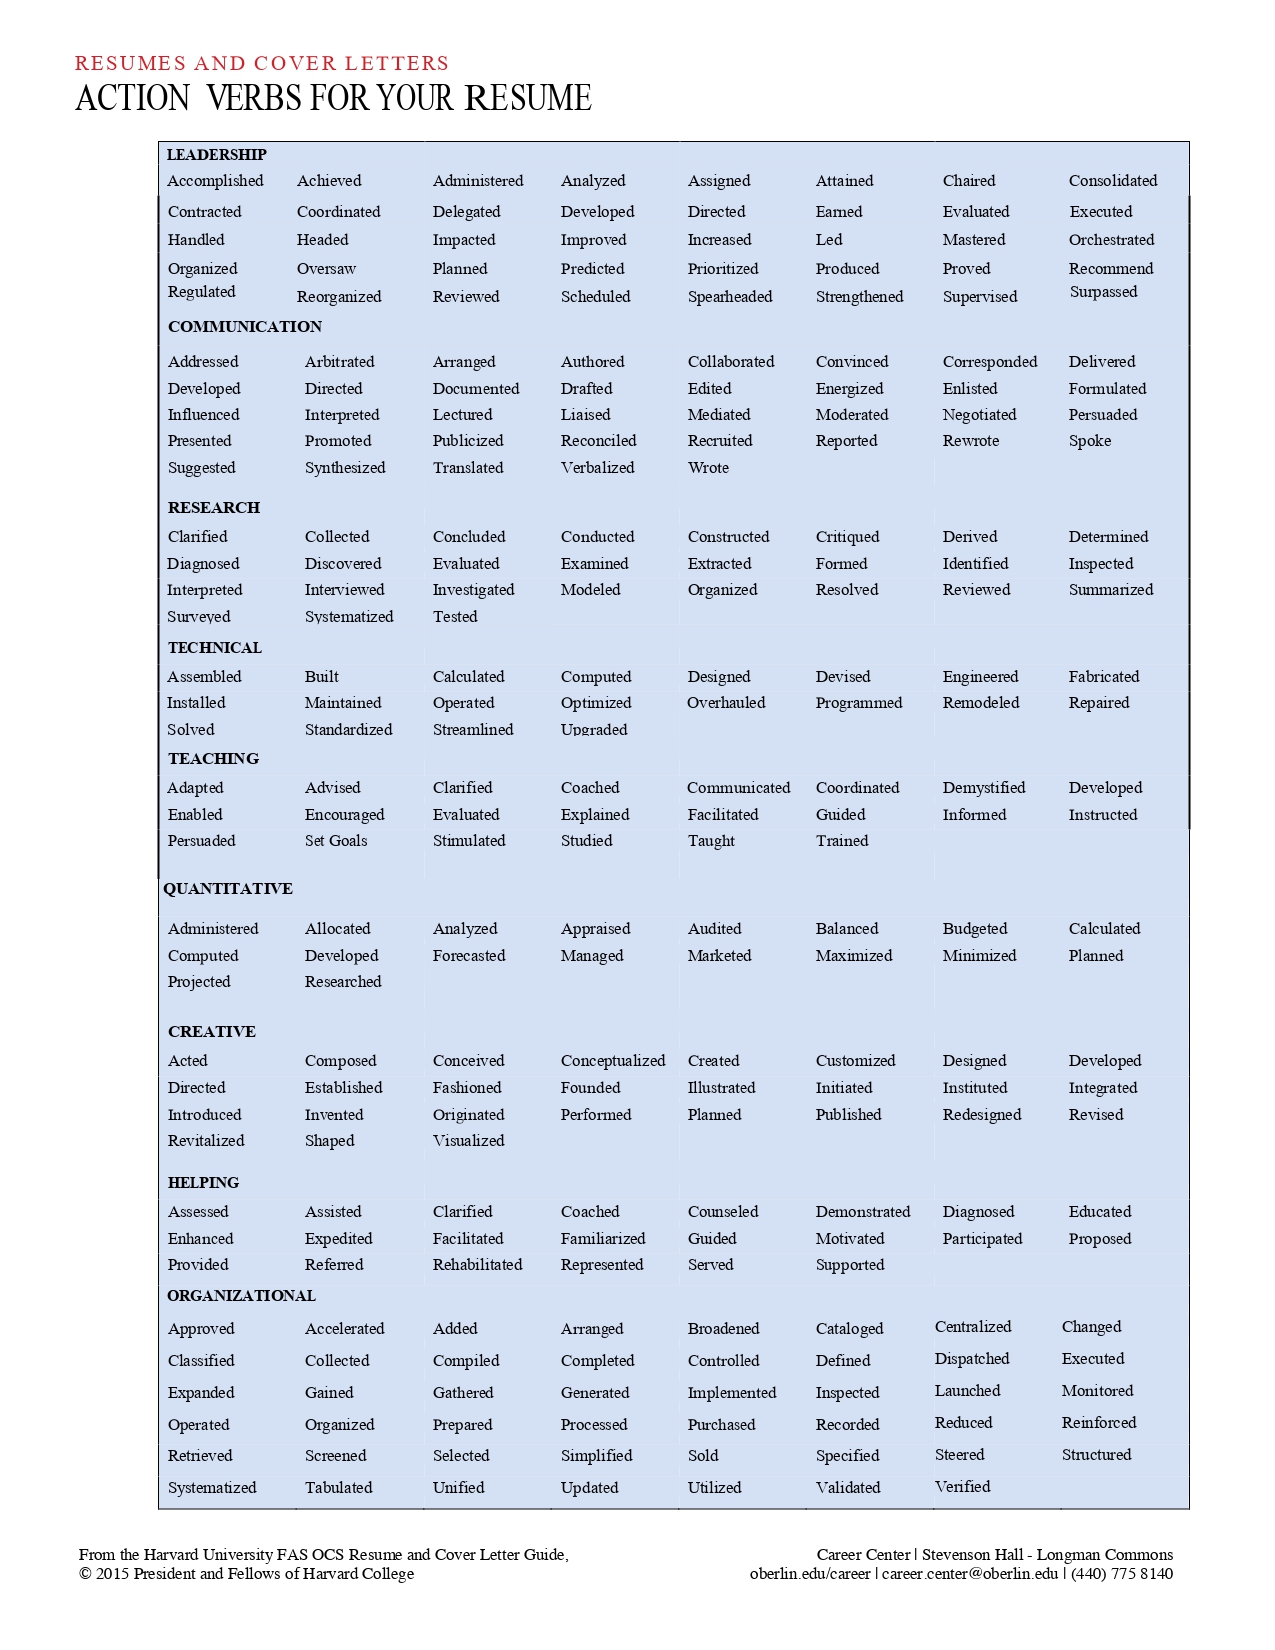 RESUMES AND COVER LETTERS
ACTION VERBS FOR YOUR RESUME
LEADERSHIP
Accomplished Achieved Administered Analyzed Assigned Attained Chaired Consolidated
Contracted Coordinated Delegated Developed Directed Earned Evaluated Executed
Handled Headed Impacted Improved Increased Led Mastered Orchestrated
Organized Oversaw Planned Predicted Prioritized Produced Proved Recommend
Regulated Reorganized Reviewed Scheduled Spearheaded Strengthened Supervised Surpassed
COMMUNICATION
Addressed Arbitrated Arranged Authored Collaborated Convinced Corresponded Delivered
Developed Directed Documented Drafted Edited Energized Enlisted Formulated
Influenced Interpreted Lectured Liaised Mediated Moderated Negotiated Persuaded
Presented Promoted Publicized Reconciled Recruited Reported Rewrote Spoke
Suggested Synthesized Translated Verbalized Wrote
RESEARCH
Clarified Collected Concluded Conducted Constructed Critiqued Derived Determined
Diagnosed Discovered Evaluated Examined Extracted Formed Identified Inspected
Interpreted Interviewed Investigated Modeled Organized Resolved Reviewed Summarized
Surveyed Systematized Tested
TECHNICAL
Assembled Built Calculated Computed Designed Devised Engineered Fabricated
Installed Maintained Operated Optimized Overhauled Programmed Remodeled Repaired
Solved Standardized Streamlined Upgraded
TEACHING
Adapted Advised Clarified Coached Communicated Coordinated Demystified Developed
Enabled Encouraged Evaluated Explained Facilitated Guided Informed Instructed
Persuaded Set Goals Stimulated Studied Taught Trained
QUANTITATIVE
Administered Allocated Analyzed Appraised Audited Balanced Budgeted Calculated
Computed Developed Forecasted Managed Marketed Maximized Minimized Planned
Projected Researched
CREATIVE
Acted Composed Conceived Conceptualized Created Customized Designed Developed
Directed Established Fashioned Founded Illustrated Initiated Instituted Integrated
Introduced Invented Originated Performed Planned Published Redesigned Revised
Revitalized Shaped Visualized
HELPING
Assessed Assisted Clarified Coached Counseled Demonstrated Diagnosed Educated
Enhanced Expedited Facilitated Familiarized Guided Motivated Participated Proposed
Provided Referred Rehabilitated Represented Served Supported
ORGANIZATIONAL
Approved Accelerated Added Arranged Broadened Cataloged Centralized Changed
Classified Collected Compiled Completed Controlled Defined Dispatched Executed
Expanded Gained Gathered Generated Implemented Inspected Launched Monitored
Operated Organized Prepared Processed Purchased Recorded Reduced Reinforced
Retrieved Screened Selected Simplified Sold Specified Steered Structured
Systematized Tabulated Unified Updated Utilized Validated Verified
From the Harvard University FAS OCS Resume and Cover Letter Guide,
© 2015 President and Fellows of Harvard College
Career Center | Stevenson Hall - Longman Commons
oberlin.edu/career | career.center@oberlin.edu | (440) 775 8140